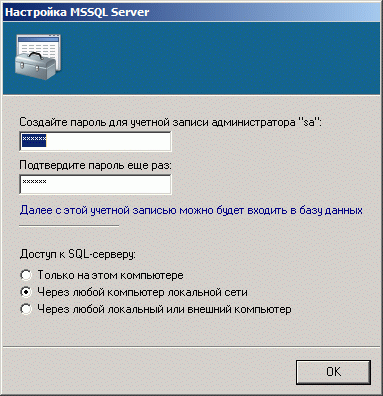 Настройка MSSQL Server
Создайте пароль для учетной записи администратора "sa":
******
Подтвердите пароль еще раз:
******
Далее с этой учетной записью можно будет входить в базу данных
Доступ к SQL-серверу:
Только на этом компьютере
Через любой компьютер локальной сети
Через любой локальный или внешний компьютер
OK